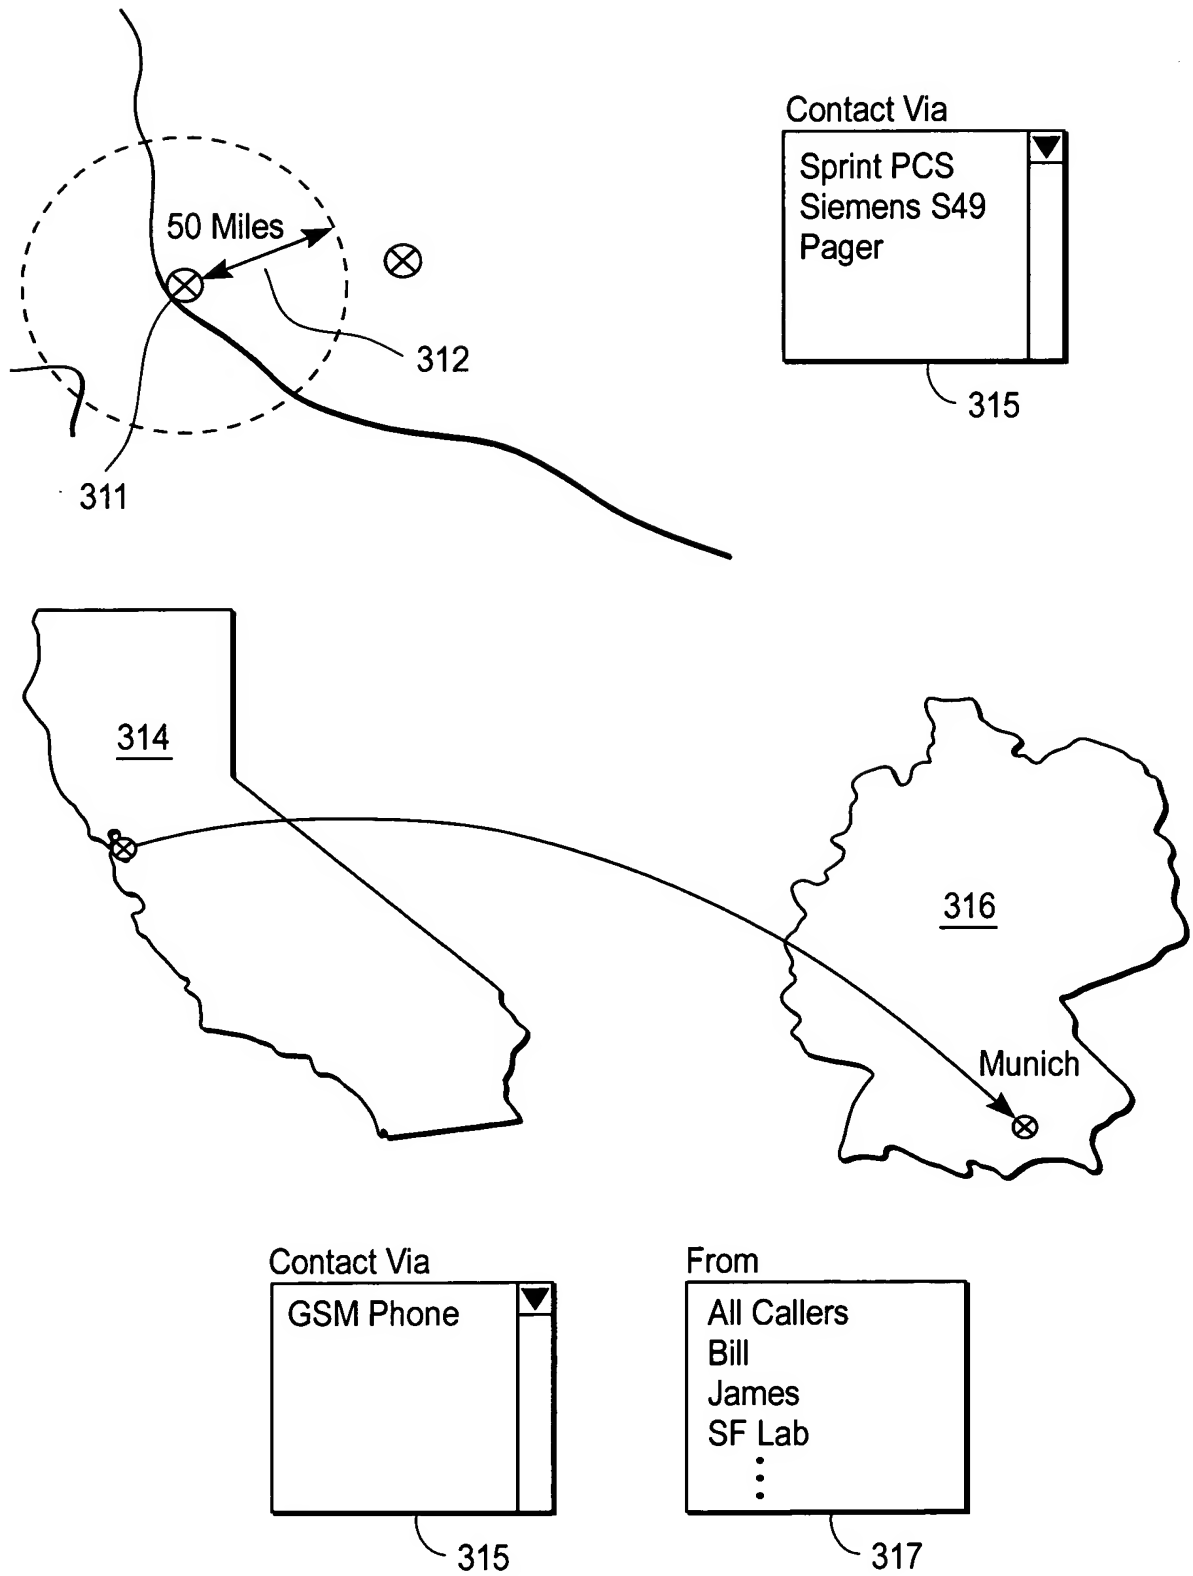 Contact Via
Sprint PCS
Siemens S49
Pager
315
50 Miles
312
311
314
316
Munich
Contact Via
GSM Phone
315
From
All Callers
Bill
James
SF Lab
317